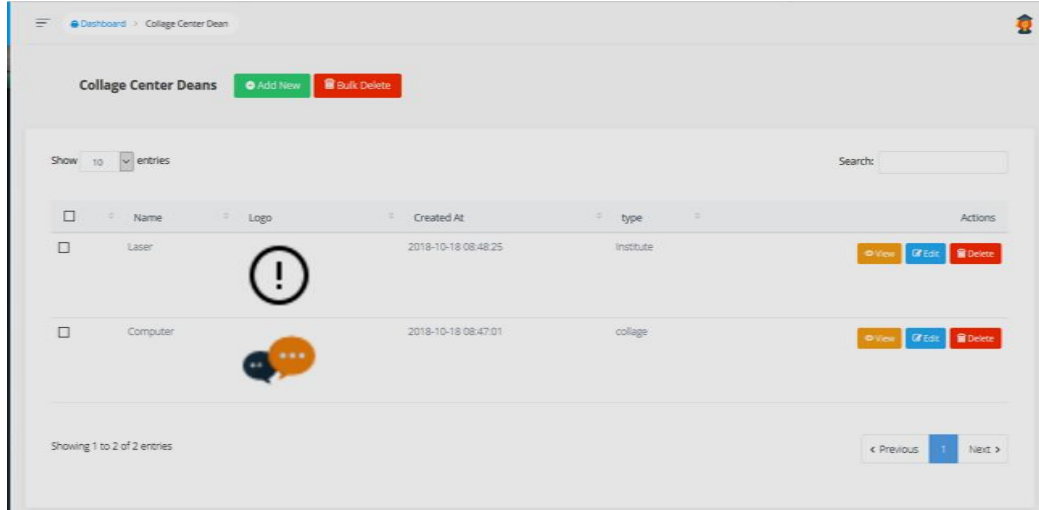 Dashboard > Collage Center Dean
Collage Center Deans Add New Bulk Delete
Show 10 entries Search:
Name Logo Created At type Actions
Laser 2018-10-18 08:48:25 Institute View Edit Delete
Computer 2018-10-18 08:47:01 collage View Edit Delete
Showing 1 to 2 of 2 entries < Previous 1 Next >